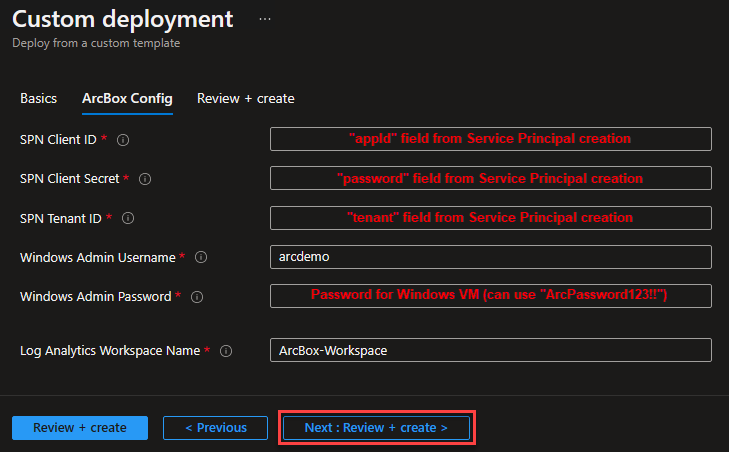 Custom deployment ...
Deploy from a custom template
Basics ArcBox Config Review + create
SPN Client ID * "appId" field from Service Principal creation
SPN Client Secret * "password" field from Service Principal creation
SPN Tenant ID * "tenant" field from Service Principal creation
Windows Admin Username * arcdemo
Windows Admin Password * Password for Windows VM (can use "ArcPassword123!!")
Log Analytics Workspace Name * ArcBox-Workspace
Review + create < Previous Next : Review + create >